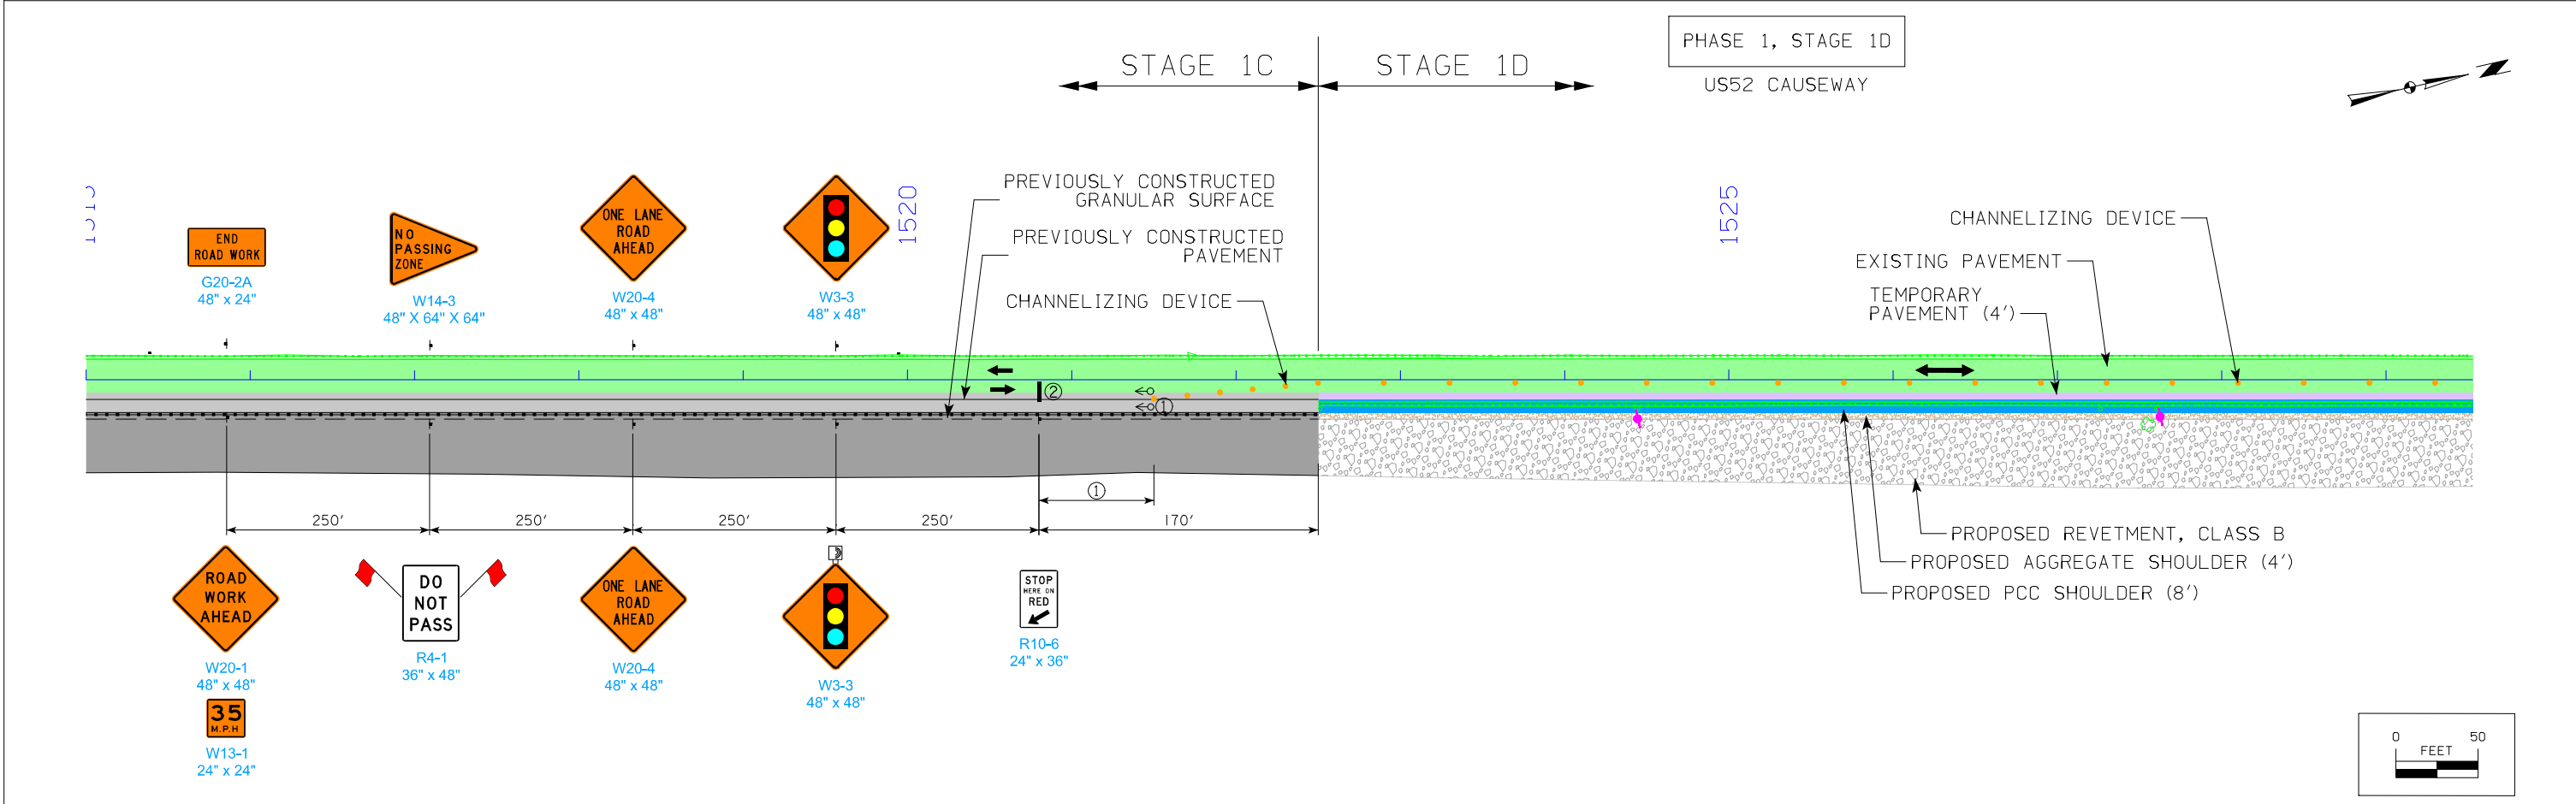 PHASE 1, STAGE 1D
US52 CAUSEWAY
STAGE 1C
STAGE 1D
1520
1525
END
ROAD WORK
G20-2A
48" x 24"
NO
PASSING
ZONE
W14-3
48" X 64" X 64"
ONE LANE
ROAD
AHEAD
W20-4
48" x 48"
W3-3
48" x 48"
PREVIOUSLY CONSTRUCTED
GRANULAR SURFACE
PREVIOUSLY CONSTRUCTED
PAVEMENT
CHANNELIZING DEVICE
CHANNELIZING DEVICE
EXISTING PAVEMENT
TEMPORARY
PAVEMENT (4')
②
①
①
250'
250'
250'
250'
170'
PROPOSED REVETMENT, CLASS B
PROPOSED AGGREGATE SHOULDER (4')
PROPOSED PCC SHOULDER (8')
ROAD
WORK
AHEAD
W20-1
48" x 48"
35
M.P.H
W13-1
24" x 24"
DO
NOT
PASS
R4-1
36" x 48"
ONE LANE
ROAD
AHEAD
W20-4
48" x 48"
W3-3
48" x 48"
STOP
HERE ON
RED
R10-6
24" x 36"
0 50
FEET